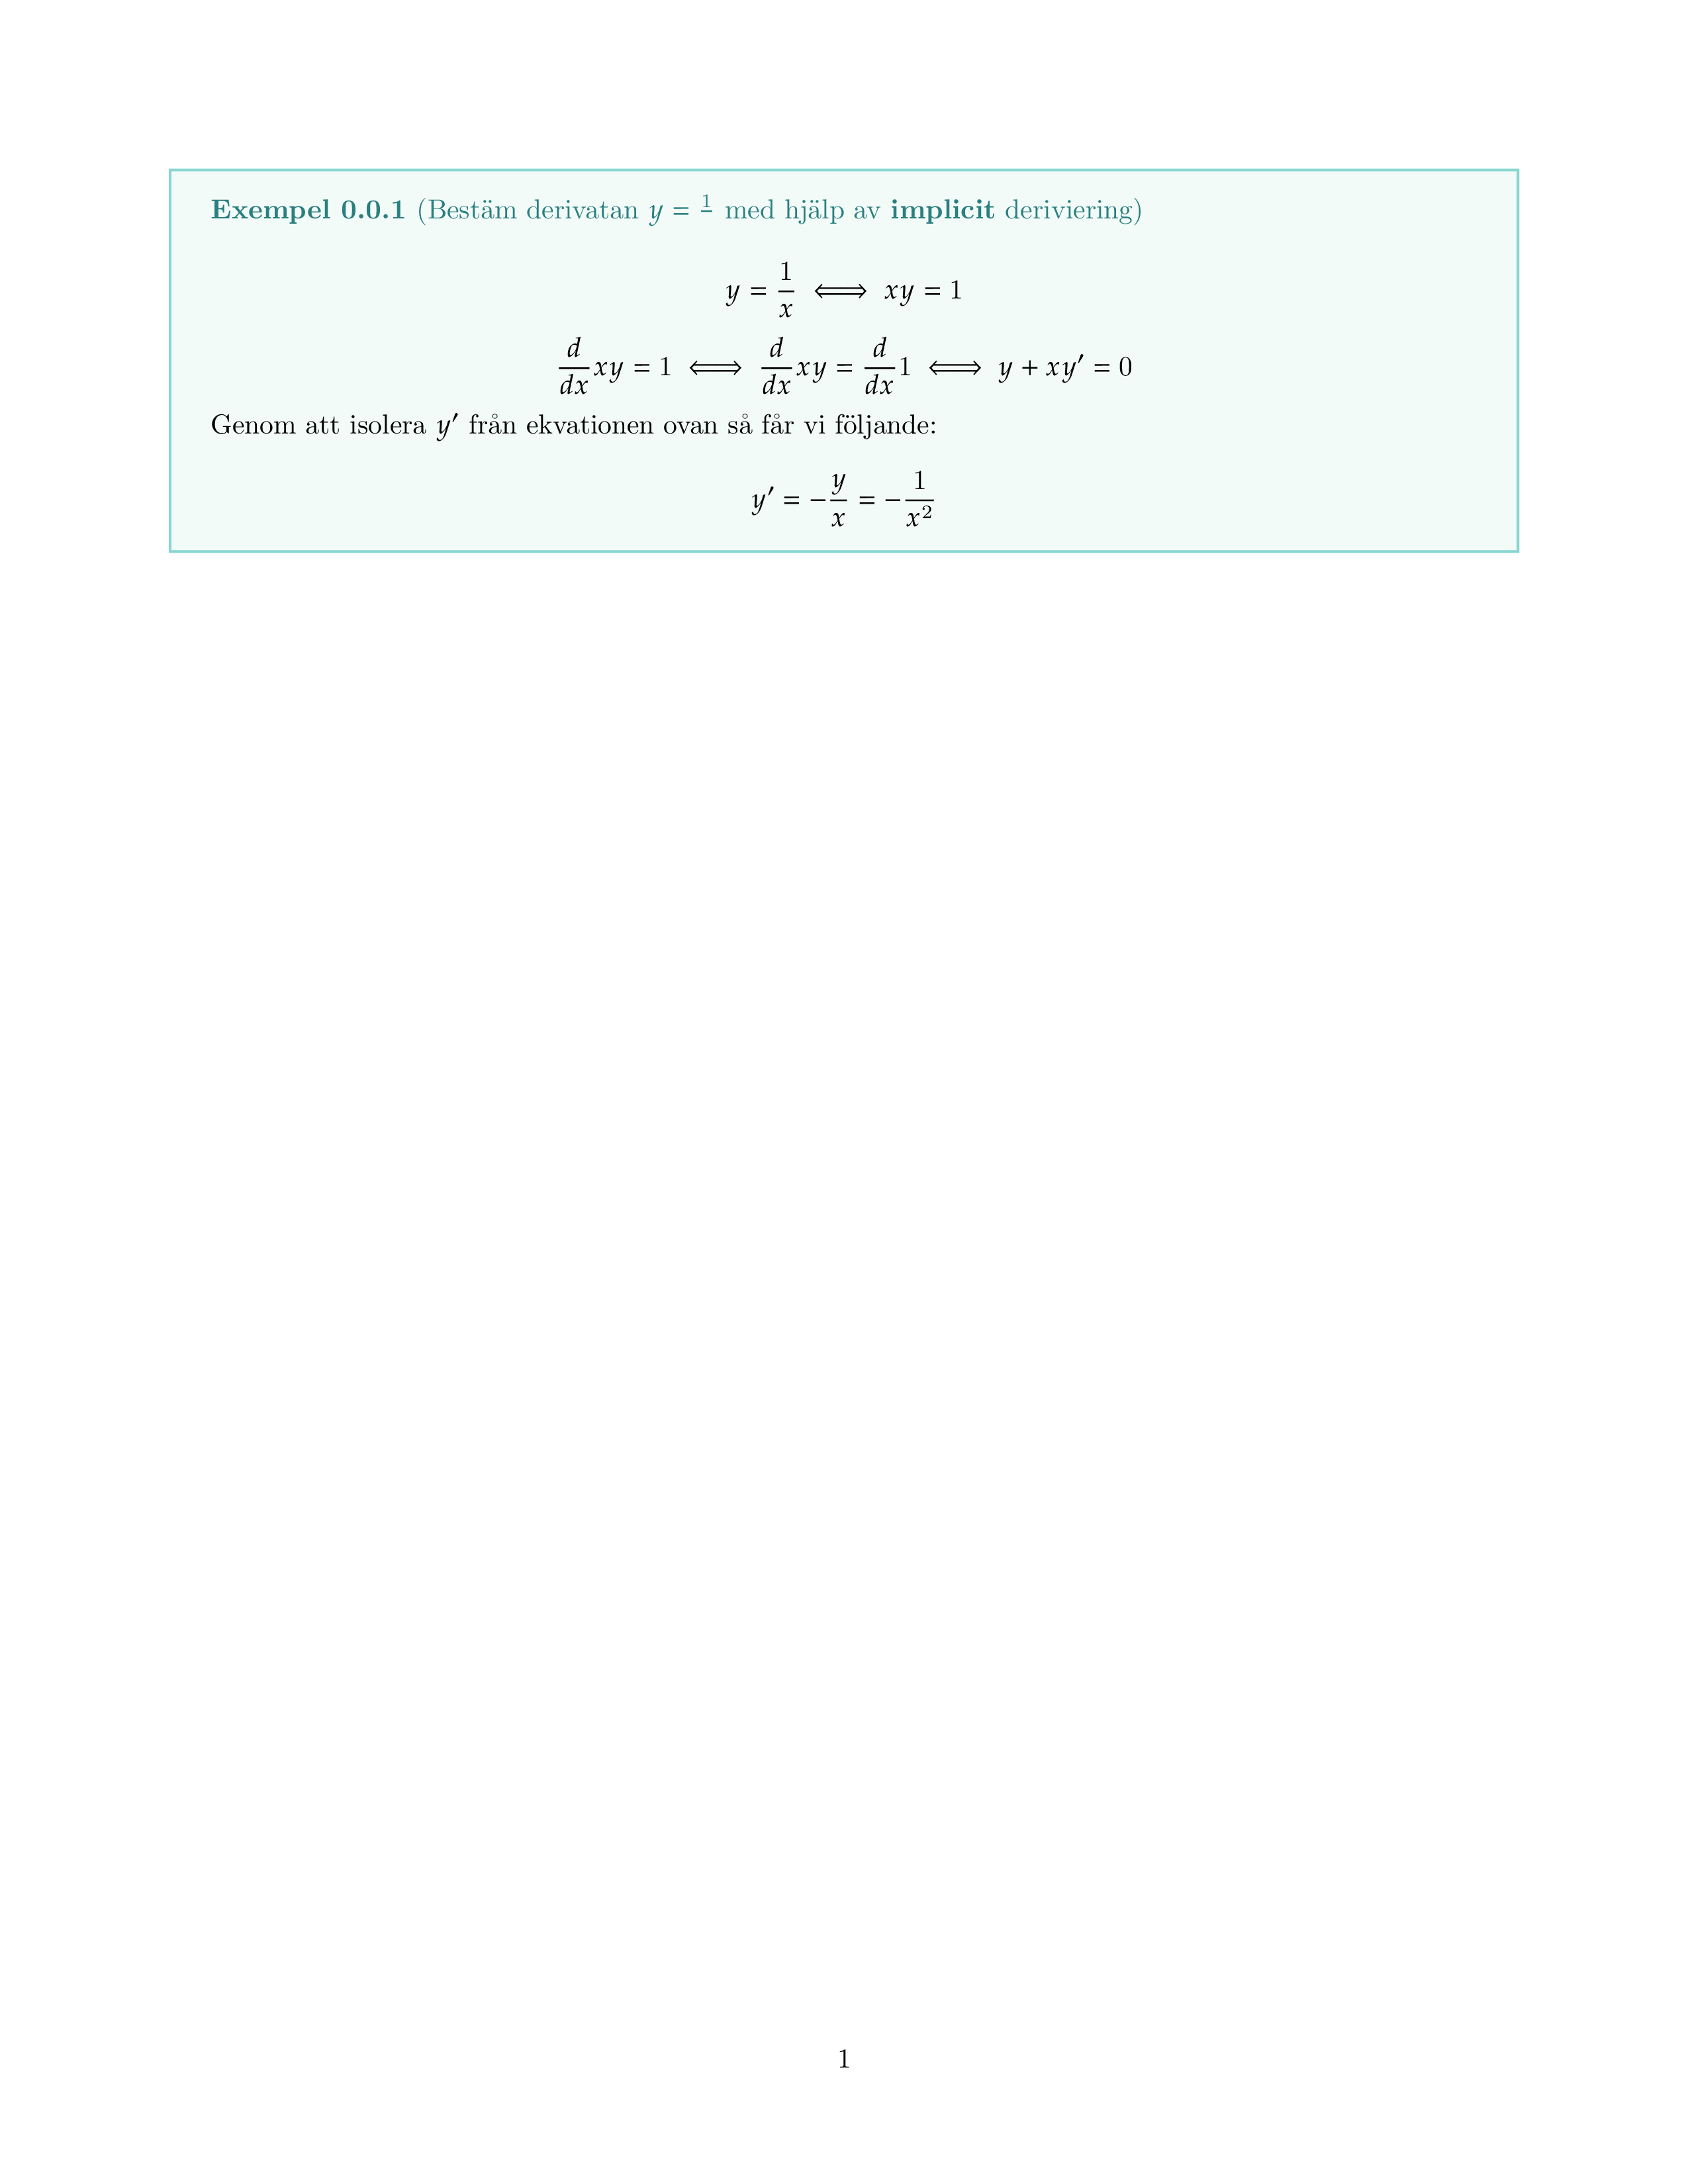 Exempel 0.0.1 (Bestäm derivatan $y = \frac{1}{}$ med hjälp av implicit deriviering)
$y = \frac{1}{x} \iff xy = 1$
$\frac{d}{dx}xy = 1 \iff \frac{d}{dx}xy = \frac{d}{dx}1 \iff y + xy' = 0$
Genom att isolera $y'$ från ekvationen ovan så får vi följande:
$y' = -\frac{y}{x} = -\frac{1}{x^2}$
1